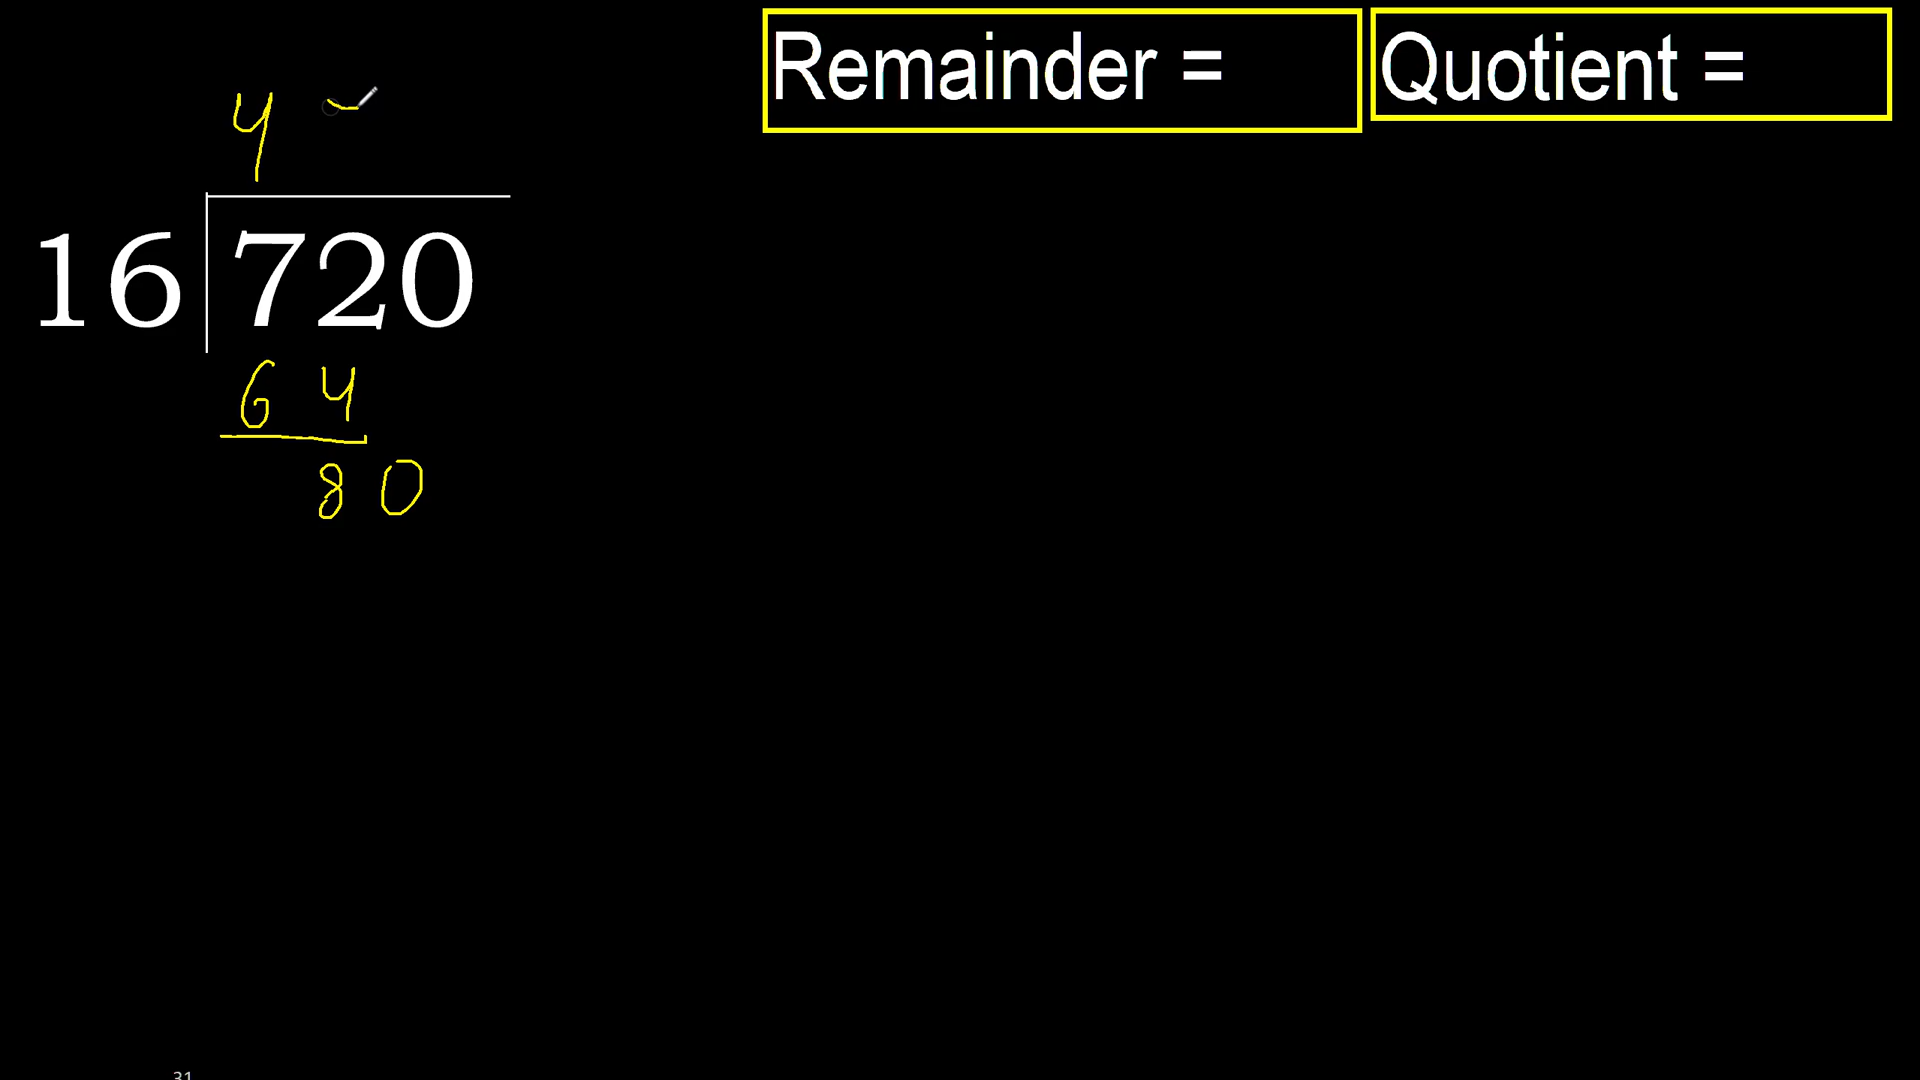 Remainder =
Quotient =
4
16 720
64
80
31